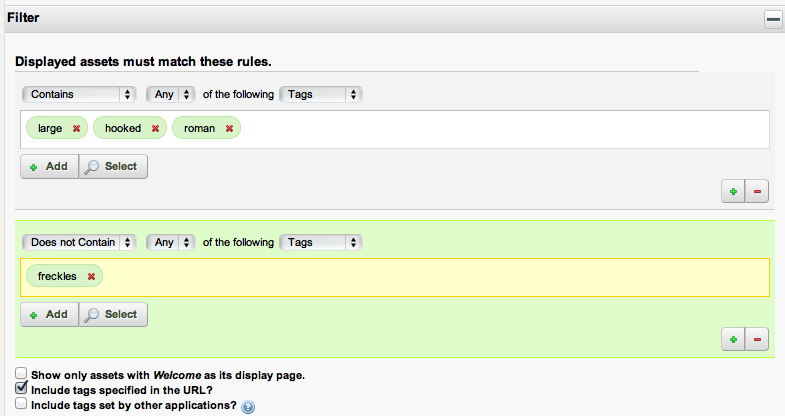 Filter
Displayed assets must match these rules.
Contains Any of the following Tags
large hooked roman
Add Select
Does not Contain Any of the following Tags
freckles
Add Select
Show only assets with Welcome as its display page.
Include tags specified in the URL?
Include tags set by other applications? ?